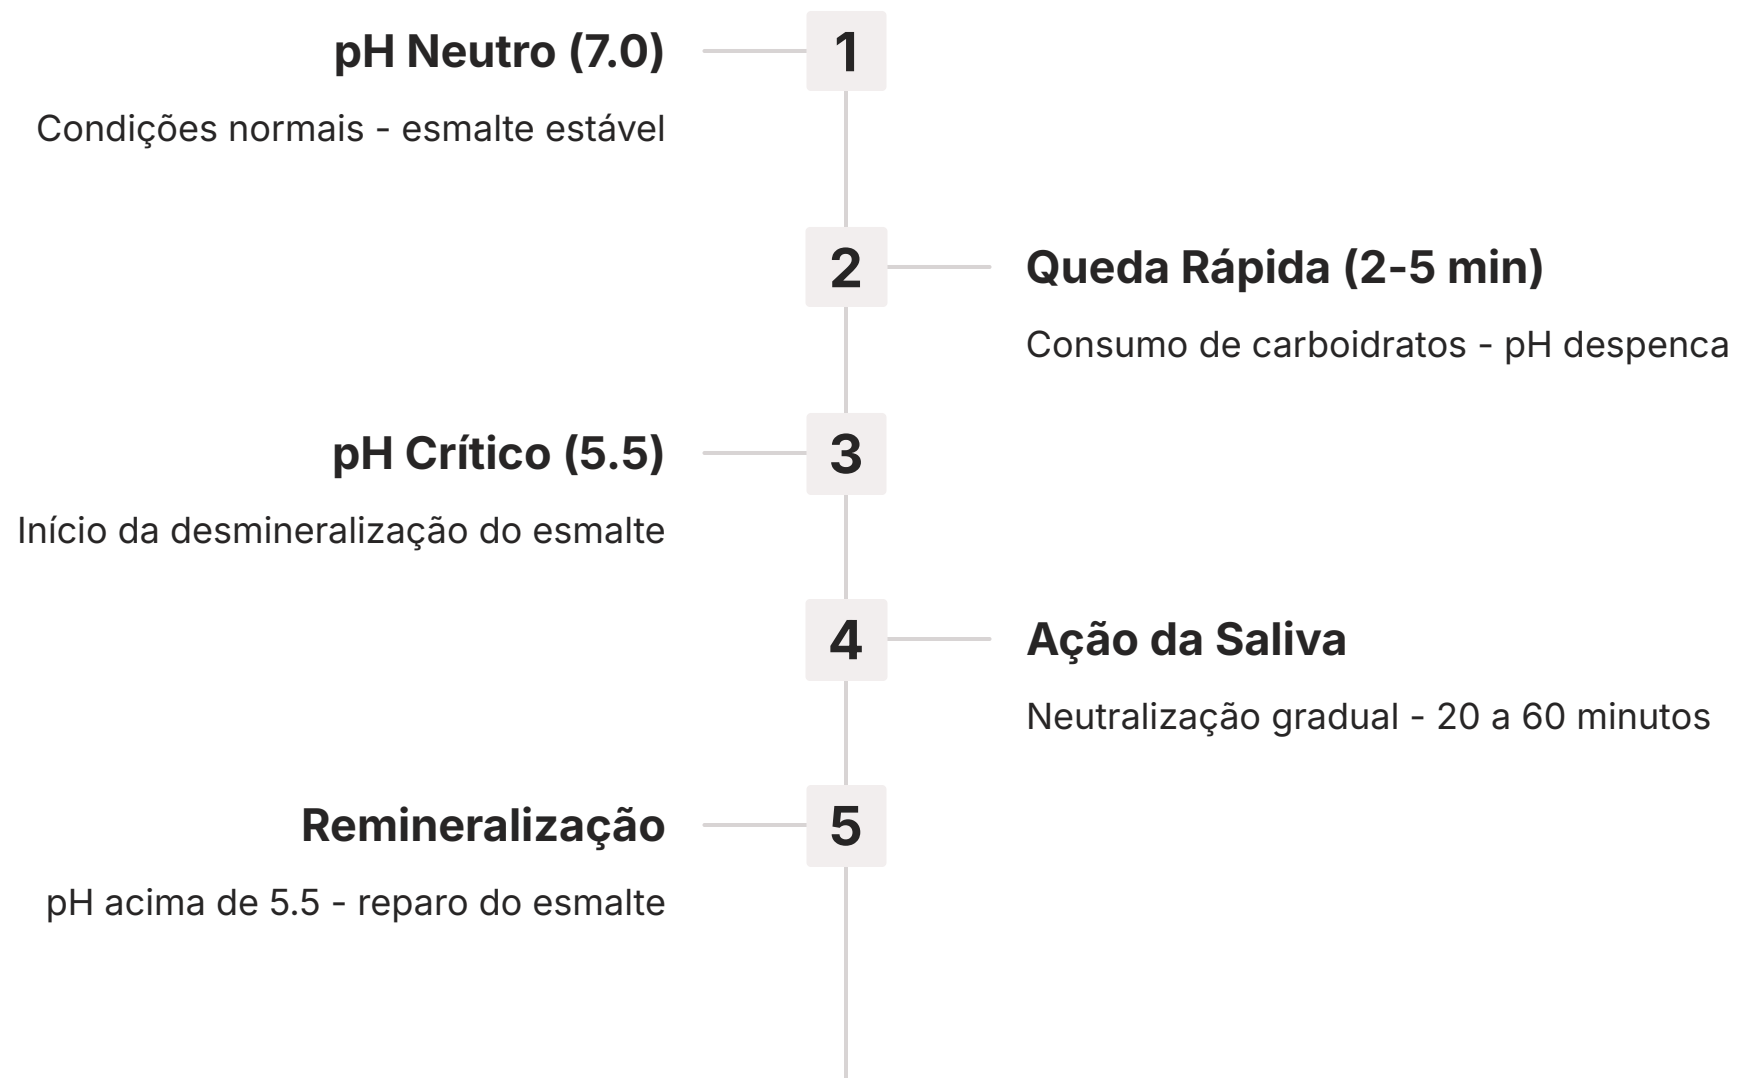 pH Neutro (7.0)
1
Condições normais - esmalte estável
2
Queda Rápida (2-5 min)
Consumo de carboidratos - pH despenca
pH Crítico (5.5)
3
Início da desmineralização do esmalte
4
Ação da Saliva
Neutralização gradual - 20 a 60 minutos
Remineralização
5
pH acima de 5.5 - reparo do esmalte